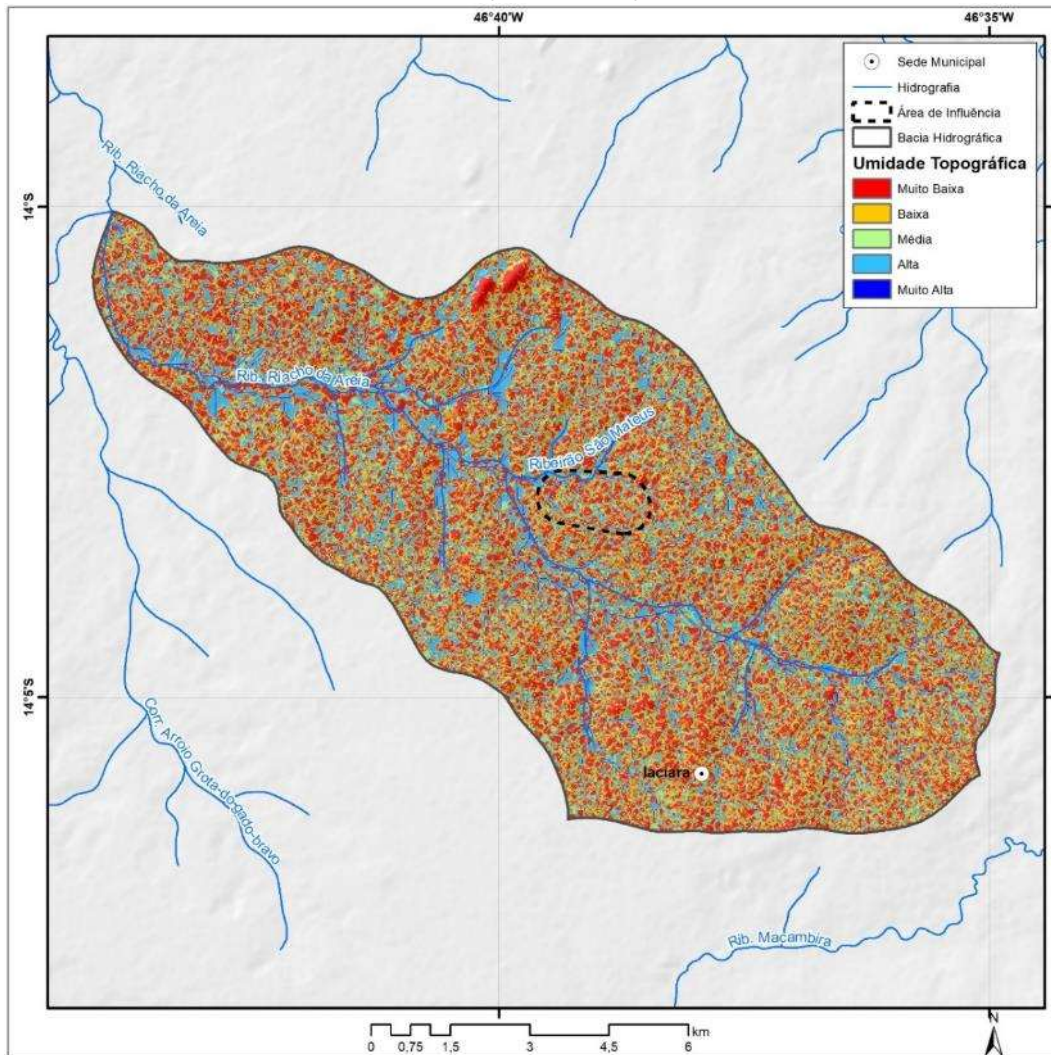 46°40'W
46°35'W
Sede Municipal
Hidrografia
Área de Influência
Bacia Hidrográfica
Umidade Topográfica
Muito Baixa
Baixa
Média
Alta
Muito Alta
Rib. Riacho da Areia
14°S
Rib. Riacho da Areia
Ribeirão São Mateus
14°5'S
Corr. Arroio Grota-do-gado-bravo
Iaciara
Rib. Macambira
0 0,75 1,5 3 4,5 6
km
N